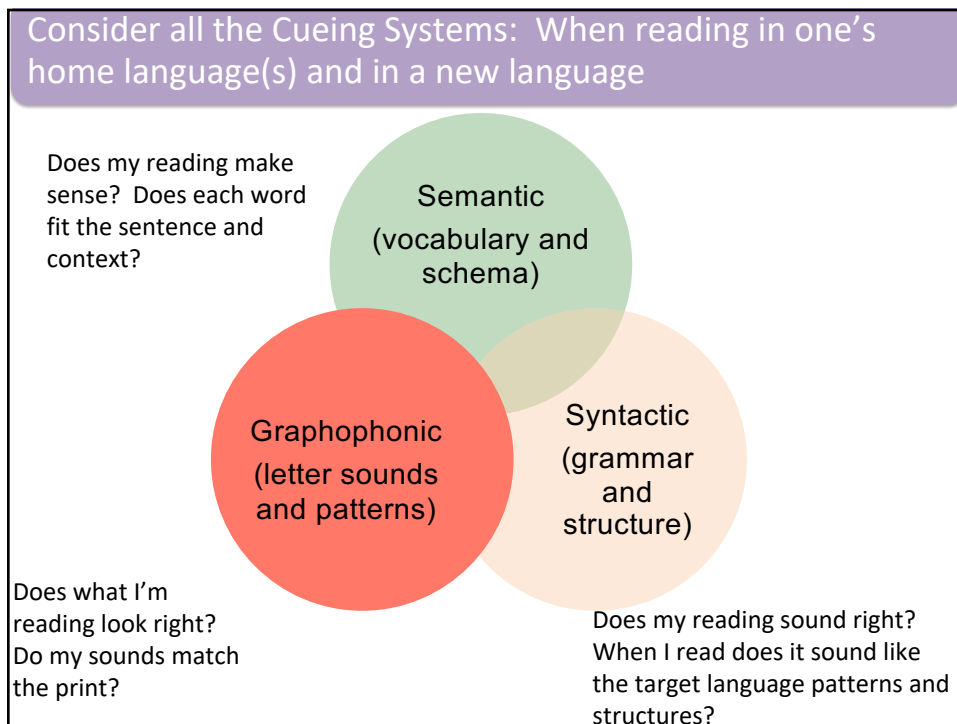 Consider all the Cueing Systems:  When reading in one’s
home language(s) and in a new language
Does my reading make
sense?  Does each word
fit the sentence and
context?
Semantic
(vocabulary and
schema)
Graphophonic
(letter sounds
and patterns)
Syntactic
(grammar
and
structure)
Does what I’m
reading look right?
Do my sounds match
the print?
Does my reading sound right?
When I read does it sound like
the target language patterns and
structures?